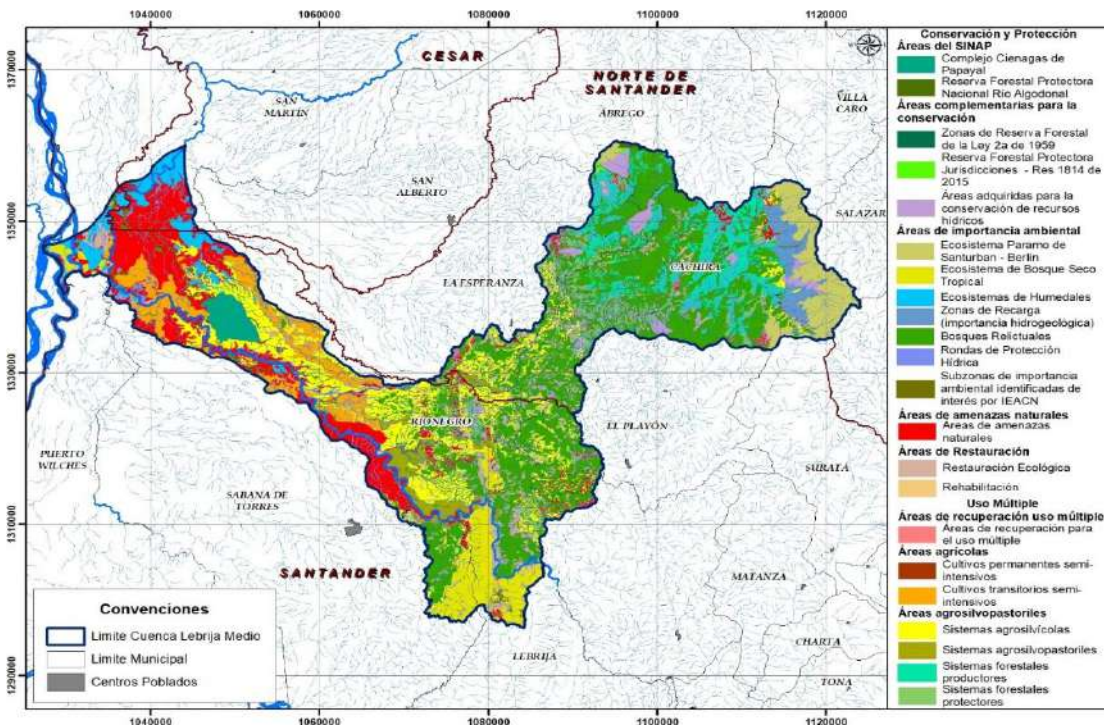 1040000 1060000 1080000 1100000 1120000
1370000
1350000
1330000
1310000
1290000
CESAR
NORTE DE
SANTANDER
SAN
MARTIN
ÁBREGO
VILLA
CARO
SAN
ALBERTO
SALAZAR
CÁCHIRA
LA ESPERANZA
RIONEGRO
EL PLAYÓN
PUERTO
WILCHES
SURATÁ
SABANA DE
TORRES
SANTANDER
MATANZA
CHARTA
LEBRIJA
TONA
Convenciones
Limite Cuenca Lebrija Medio
Limite Municipal
Centros Poblados
1040000 1060000 1080000 1100000 1120000
Conservación y Protección
Áreas del SINAP
Complejo Cienagas de
Papayal
Reserva Forestal Protectora
Nacional Rio Algodonal
Áreas complementarias para la
conservación
Zonas de Reserva Forestal
de la Ley 2a de 1959
Reserva Forestal Protectora
Jurisdicciones - Res 1814 de
2015
Áreas adquiridas para la
conservación de recursos
hídricos
Áreas de importancia ambiental
Ecosistema Paramo de
Santurban - Berlin
Ecosistema de Bosque Seco
Tropical
Ecosistemas de Humedales
Zonas de Recarga
(importancia hidrogeológica)
Bosques Relictuales
Rondas de Protección
Hídrica
Subzonas de importancia
ambiental identificadas de
interés por IEACN
Áreas de amenazas naturales
Áreas de amenazas
naturales
Áreas de Restauración
Restauración Ecológica
Rehabilitación
Uso Múltiple
Áreas de recuperación uso múltiple
Áreas de recuperación para
el uso múltiple
Áreas agrícolas
Cultivos permanentes semi-
intensivos
Cultivos transitorios semi-
intensivos
Áreas agrosilvopastoriles
Sistemas agrosilvícolas
Sistemas agrosilvopastoriles
Sistemas forestales
productores
Sistemas forestales
protectores